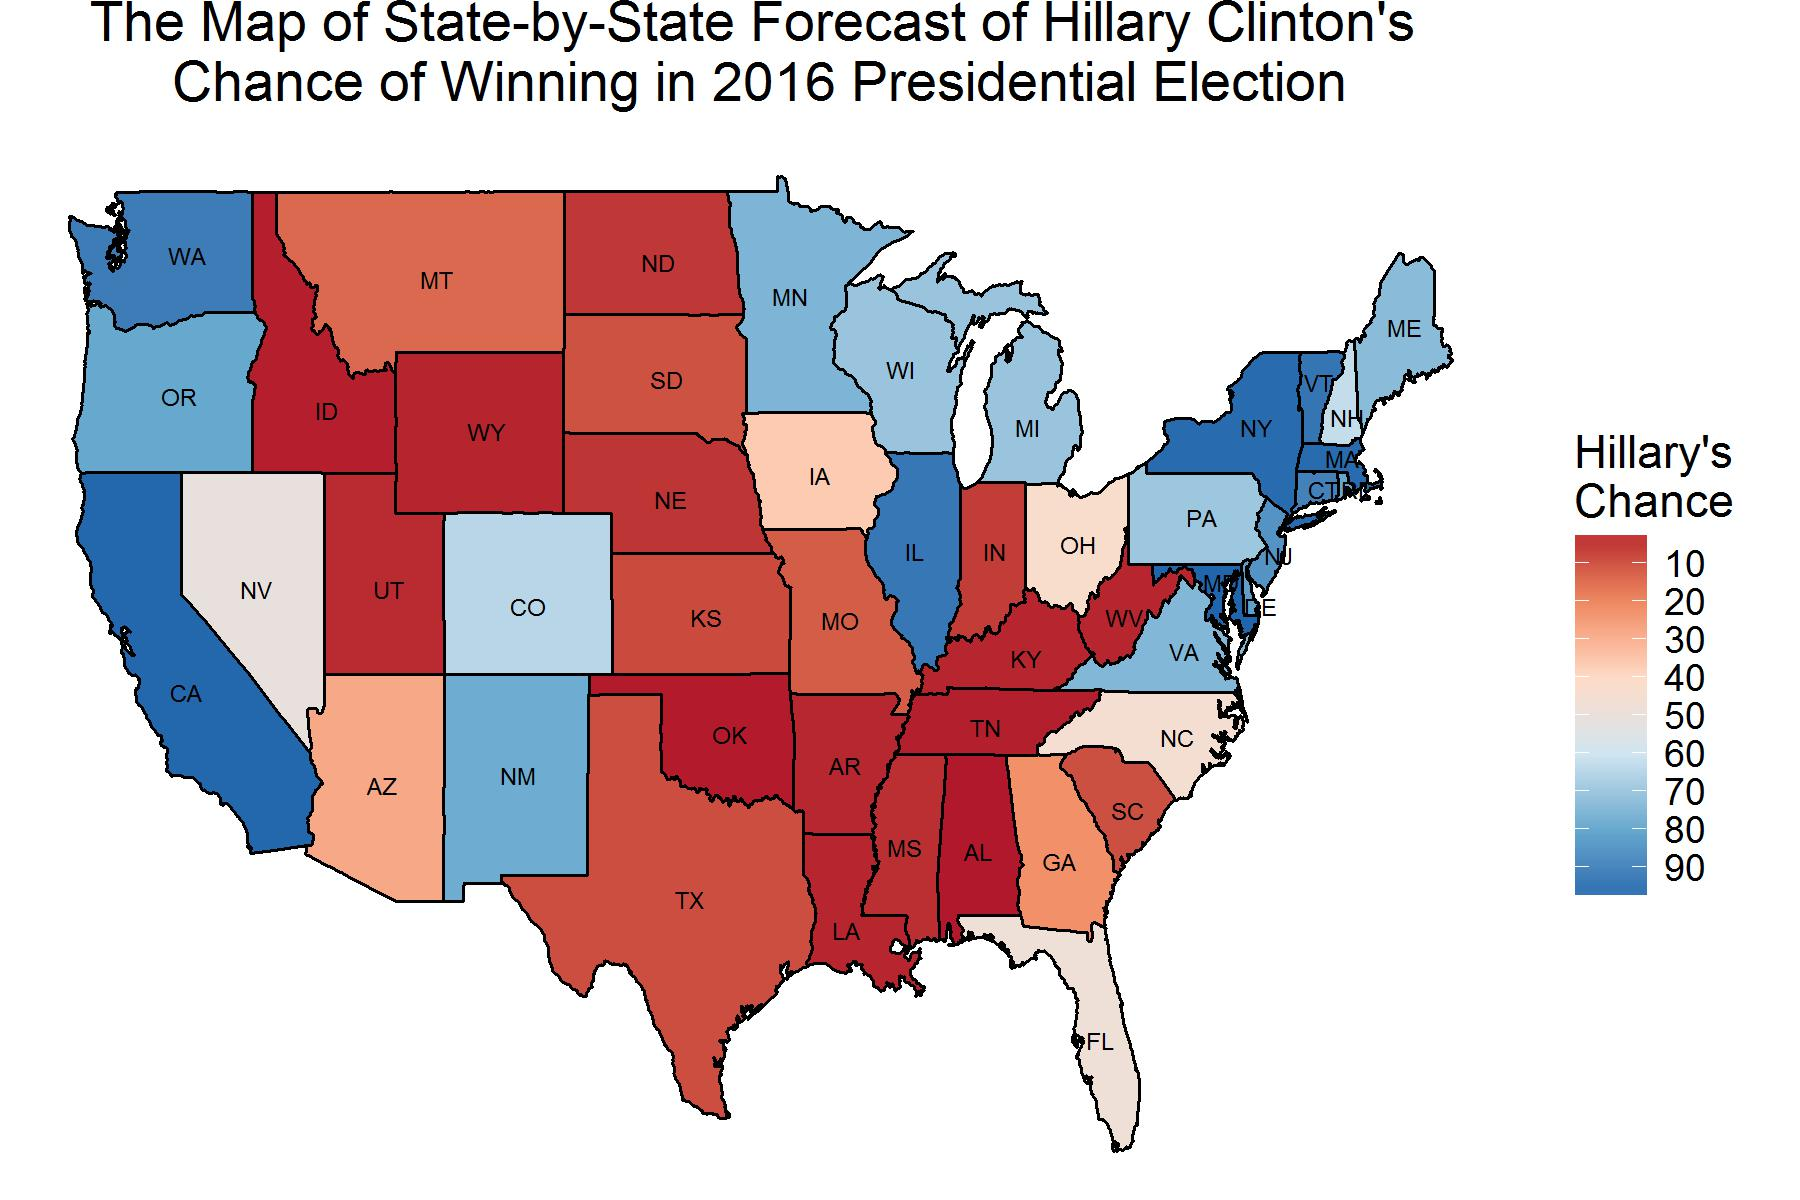 The Map of State-by-State Forecast of Hillary Clinton's
Chance of Winning in 2016 Presidential Election
WA
MT
ND
MN
ME
OR
ID
WY
SD
WI
MI
NY
VT
NH
MA
CT
RI
IA
NE
PA
NJ
NV
UT
CO
KS
MO
IL
IN
OH
MD
DE
WV
VA
KY
CA
AZ
NM
OK
AR
TN
NC
SC
MS
AL
GA
TX
LA
FL
Hillary's
Chance
10
20
30
40
50
60
70
80
90